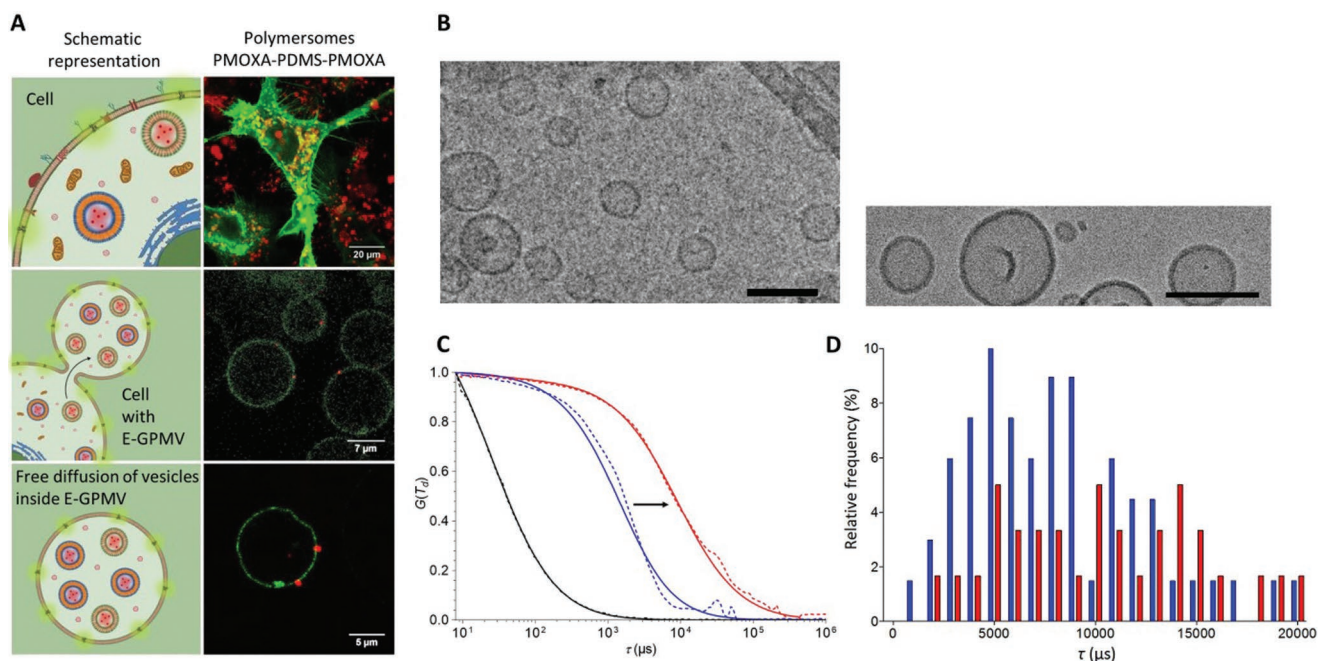 A
Schematic
representation
Polymersomes
PMOXA-PDMS-PMOXA
Cell
20 µm
Cell
with
E-GPMV
7 µm
Free diffusion of vesicles
inside E-GPMV
5 µm
B
C
G(T_d)
1.0
0.8
0.6
0.4
0.2
0.0
10¹ 10² 10³ 10⁴ 10⁵ 10⁶
τ (µs)
D
Relative frequency (%)
10
8
6
4
2
0
0 5000 10000 15000 20000
τ (µs)